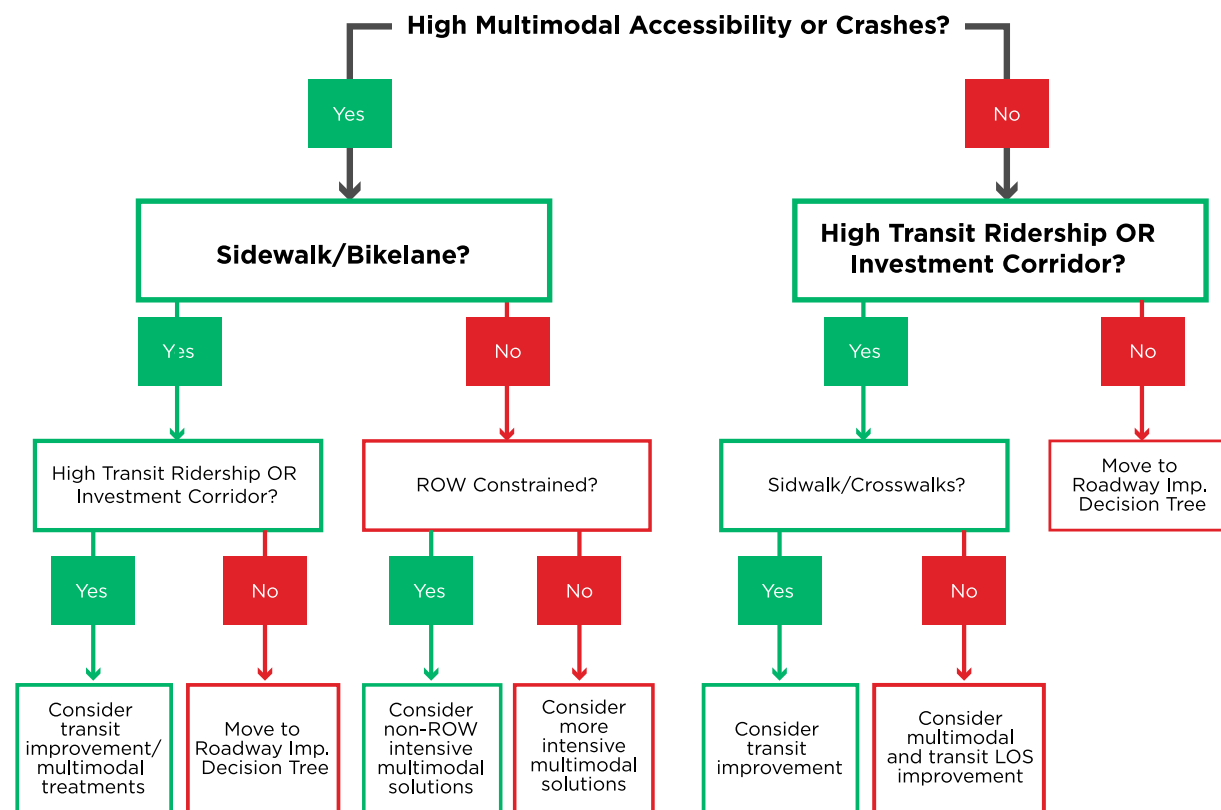 High Multimodal Accessibility or Crashes?
Yes
No
Sidewalk/Bikelane?
High Transit Ridership OR
Investment Corridor?
Yes
No
Yes
No
High Transit Ridership OR
Investment Corridor?
ROW Constrained?
Sidwalk/Crosswalks?
Move to
Roadway Imp.
Decision Tree
Yes
No
Yes
No
Yes
No
Consider
transit
improvement/
multimodal
treatments
Move to
Roadway Imp.
Decision Tree
Consider
non-ROW
intensive
multimodal
solutions
Consider
more
intensive
multimodal
solutions
Consider
transit
improvement
Consider
multimodal
and transit LOS
improvement